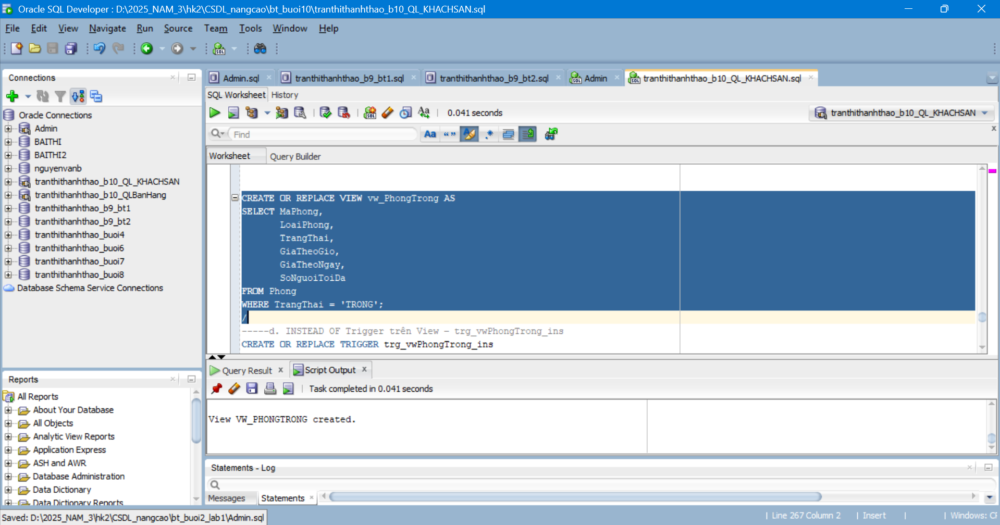 Oracle SQL Developer : D:\2025_NAM_3\hk2\CSDL_nangcao\bt_buoi10\tranthithanhthao_b10_QL_KHACHSAN.sql
File Edit View Navigate Run Source Team Tools Window Help
Connections
Oracle Connections
Admin
BAITHI
BAITHI2
nguyenvanb
tranthithanhthao_b10_QL_KHACHSAN
tranthithanhthao_b10_QLBanHang
tranthithanhthao_b9_bt1
tranthithanhthao_b9_bt2
tranthithanhthao_buoi4
tranthithanhthao_buoi6
tranthithanhthao_buoi7
tranthithanhthao_buoi8
Database Schema Service Connections
Reports
All Reports
About Your Database
All Objects
Analytic View Reports
Application Express
ASH and AWR
Database Administration
Data Dictionary
Data Dictionary Reports
Admin.sql tranthithanhthao_b9_bt1.sql tranthithanhthao_b9_bt2.sql Admin tranthithanhthao_b10_QL_KHACHSAN.sql
SQL Worksheet History
0.041 seconds
tranthithanhthao_b10_QL_KHACHSAN
Find
Worksheet Query Builder
CREATE OR REPLACE VIEW vw_PhongTrong AS
SELECT MaPhong,
LoaiPhong,
TrangThai,
GiaTheoGio,
GiaTheoNgay,
SoNguoiToiDa
FROM Phong
WHERE TrangThai = 'TRONG';
/
-----d. INSTEAD OF Trigger trên View – trg_vwPhongTrong_ins
CREATE OR REPLACE TRIGGER trg_vwPhongTrong_ins
Query Result x Script Output x
Task completed in 0.041 seconds
View VW_PHONGTRONG created.
Statements - Log
Messages Statements
Saved: D:\2025_NAM_3\hk2\CSDL_nangcao\bt_buoi2_lab1\Admin.sql
| Line 267 Column 2 | Insert | | Windows: CF